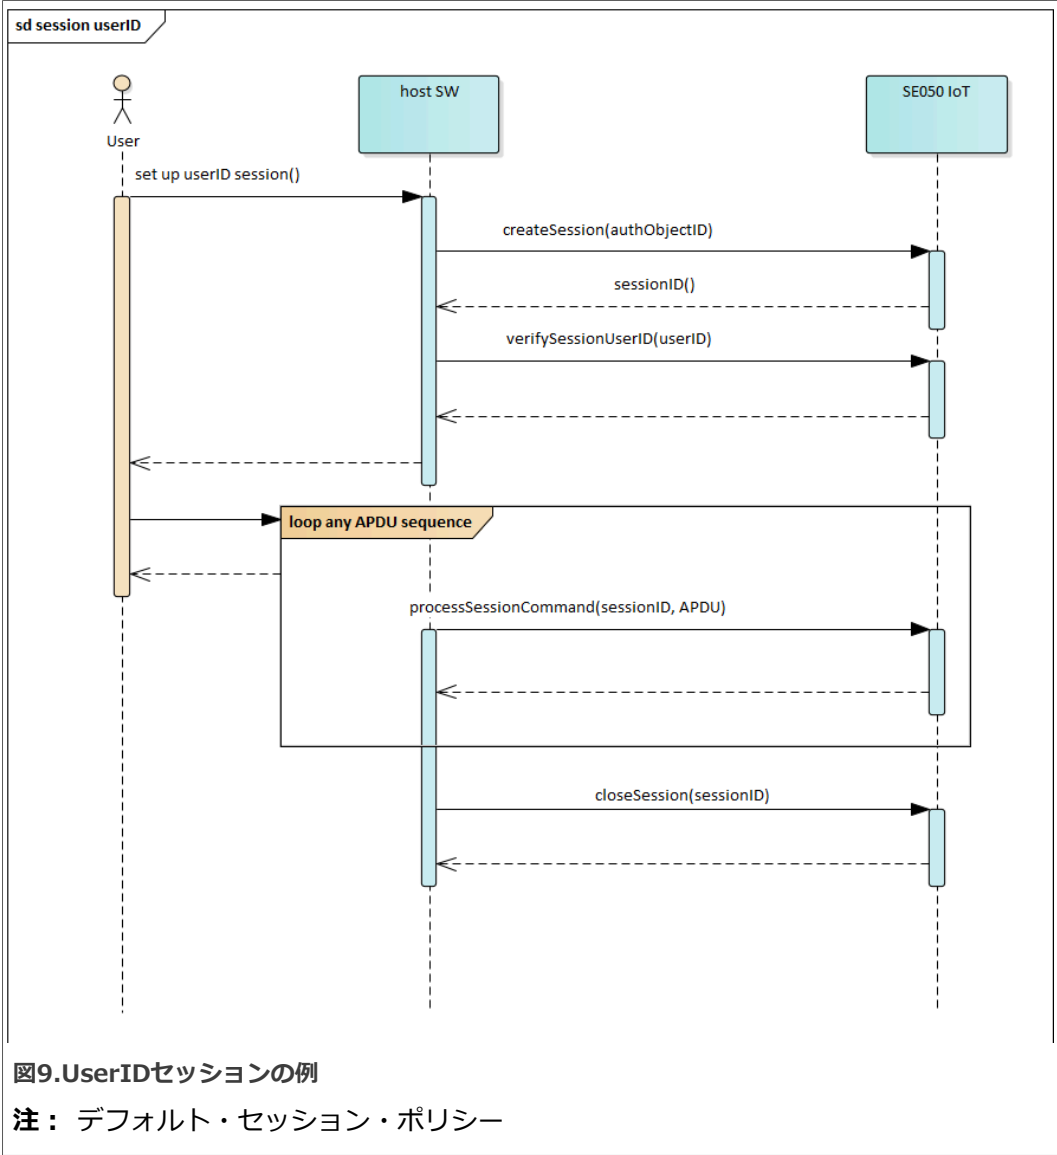 sd session userID
host SW
SE050 IoT
User
set up userID session()
createSession(authObjectID)
sessionID()
verifySessionUserID(userID)
loop any APDU sequence
processSessionCommand(sessionID, APDU)
closeSession(sessionID)
図9.UserIDセッションの例
注： デフォルト・セッション・ポリシー